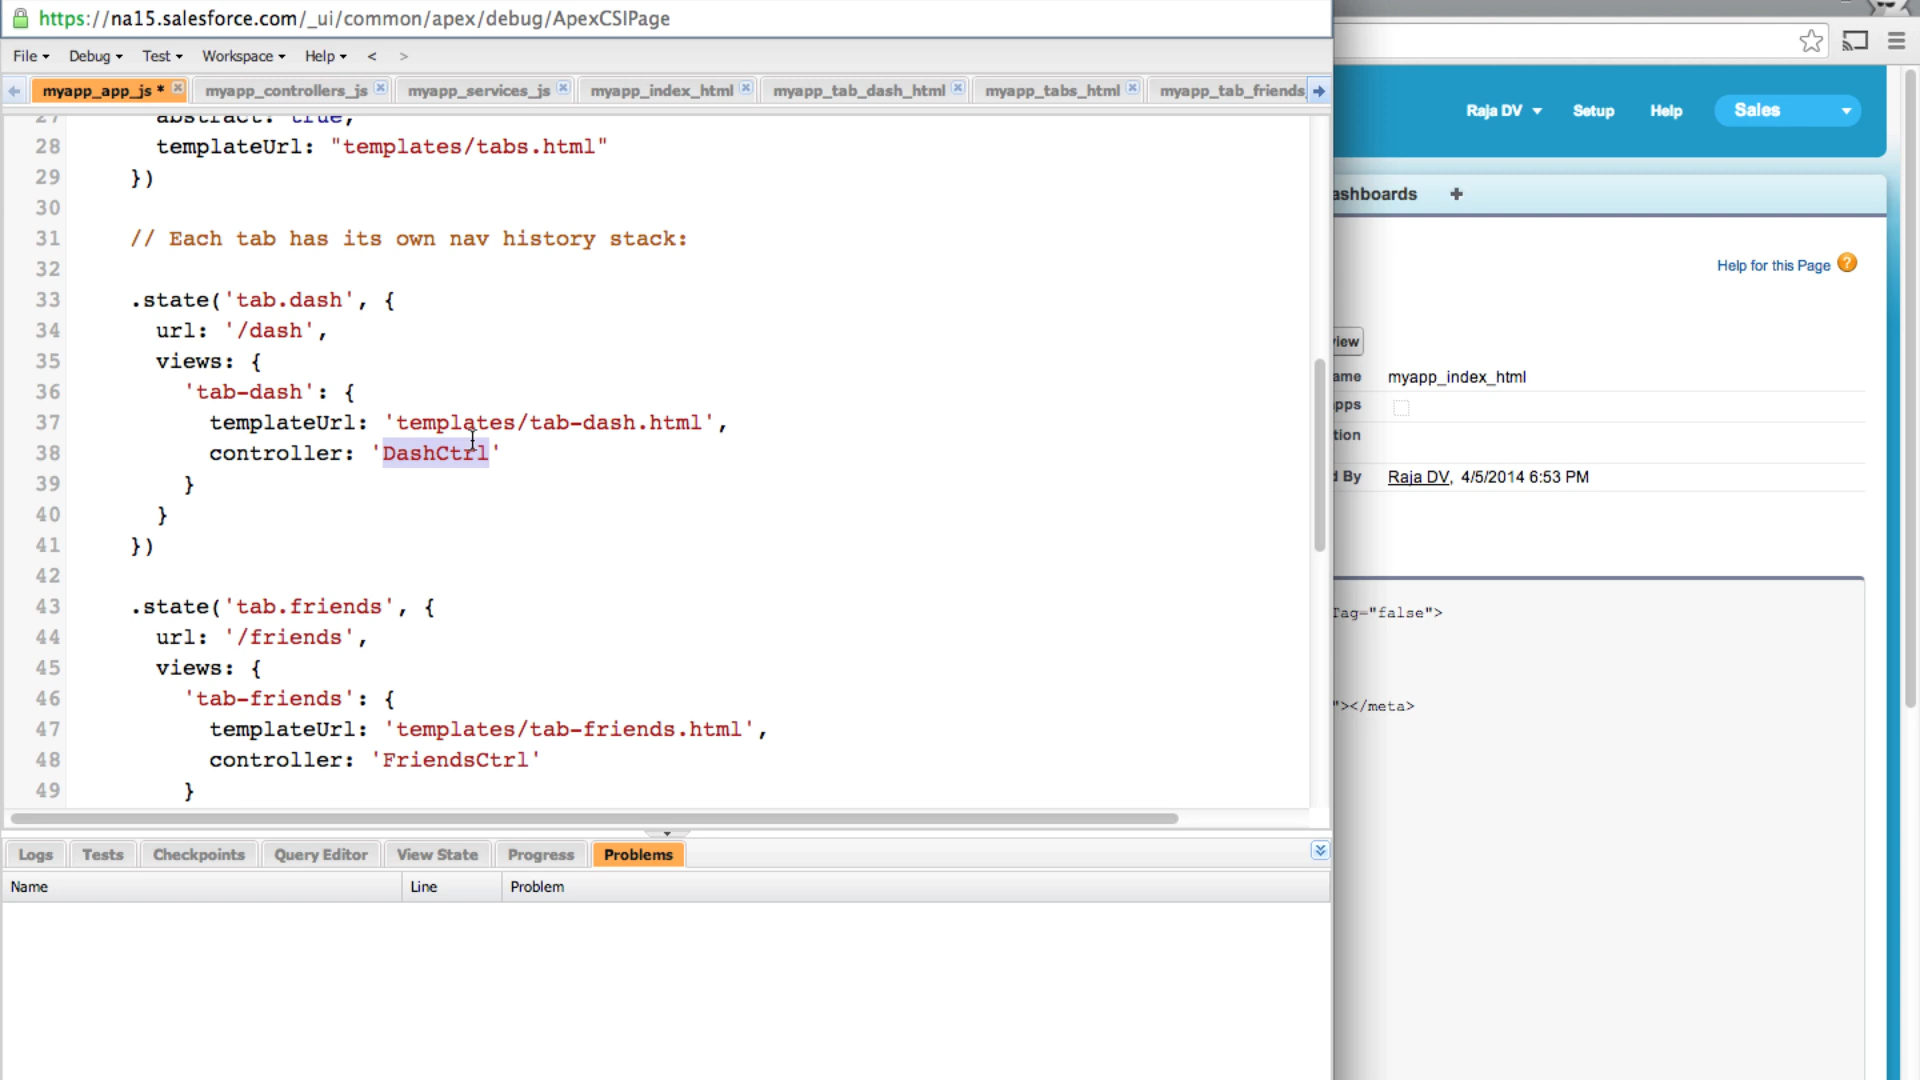 https://na15.salesforce.com/_ui/common/apex/debug/ApexCSIPage
File Debug Test Workspace Help < >
myapp_app_js * myapp_controllers_js myapp_services_js myapp_index_html myapp_tab_dash_html myapp_tabs_html myapp_tab_friends
27 abstract: true,
28 templateUrl: "templates/tabs.html"
29 })
30
31 // Each tab has its own nav history stack:
32
33 .state('tab.dash', {
34 url: '/dash',
35 views: {
36 'tab-dash': {
37 templateUrl: 'templates/tab-dash.html',
38 controller: 'DashCtrl'
39 }
40 }
41 })
42
43 .state('tab.friends', {
44 url: '/friends',
45 views: {
46 'tab-friends': {
47 templateUrl: 'templates/tab-friends.html',
48 controller: 'FriendsCtrl'
49 }
Logs Tests Checkpoints Query Editor View State Progress Problems
Name Line Problem
Raja DV Setup Help Sales
ashboards +
Help for this Page ?
view
ame myapp_index_html
pps
tion
d By Raja DV, 4/5/2014 6:53 PM
Tag="false">
"></meta>